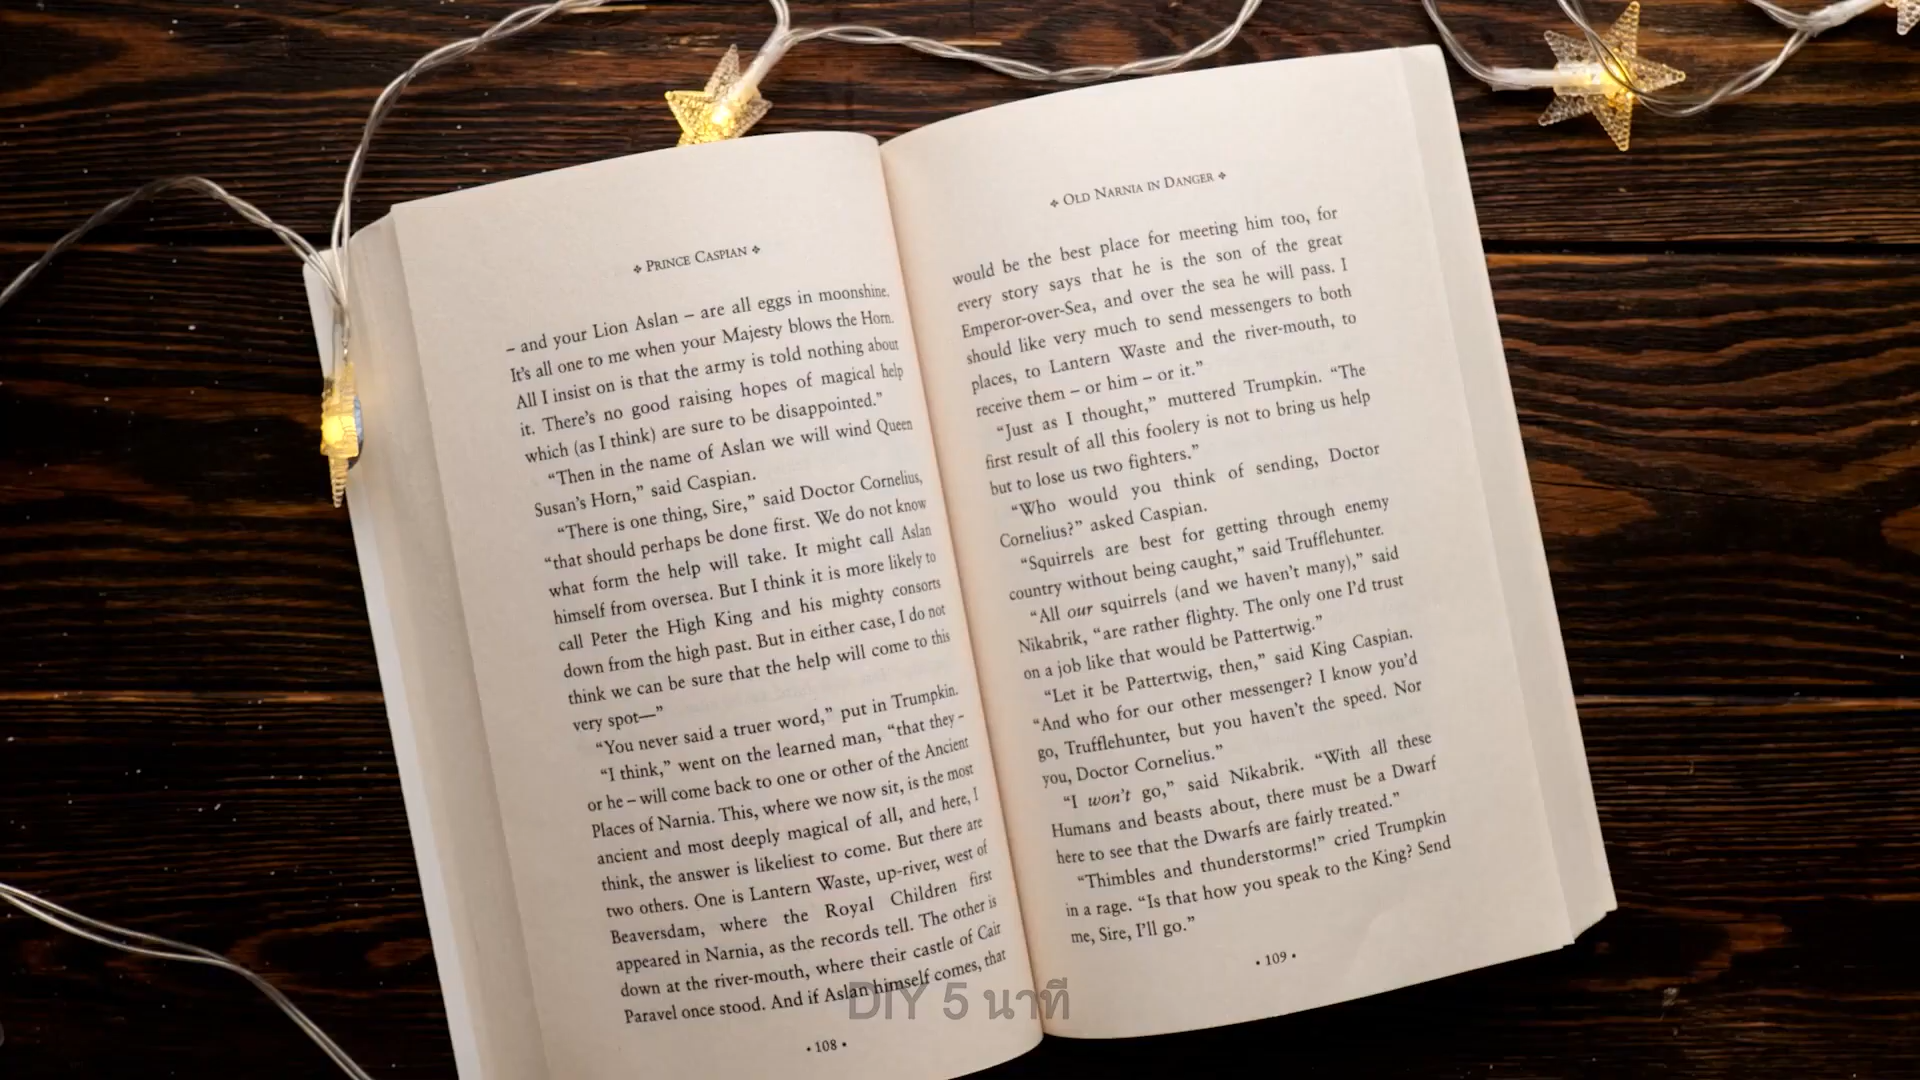 ❖ PRINCE CASPIAN ❖
– and your Lion Aslan – are all eggs in moonshine.
It's all one to me when your Majesty blows the Horn.
All I insist on is that the army is told nothing about
it. There's no good raising hopes of magical help
which (as I think) are sure to be disappointed.”
“Then in the name of Aslan we will wind Queen
Susan's Horn,” said Caspian.
“There is one thing, Sire,” said Doctor Cornelius,
“that should perhaps be done first. We do not know
what form the help will take. It might call Aslan
himself from oversea. But I think it is more likely to
call Peter the High King and his mighty consorts
down from the high past. But in either case, I do not
think we can be sure that the help will come to this
very spot—”
“You never said a truer word,” put in Trumpkin.
“I think,” went on the learned man, “that they –
or he – will come back to one or other of the Ancient
Places of Narnia. This, where we now sit, is the most
ancient and most deeply magical of all, and here, I
think, the answer is likeliest to come. But there are
two others. One is Lantern Waste, up-river, west of
Beaversdam, where the Royal Children first
appeared in Narnia, as the records tell. The other is
down at the river-mouth, where their castle of Cair
Paravel once stood. And if Aslan himself comes, that
• 108 •
❖ OLD NARNIA IN DANGER ❖
would be the best place for meeting him too, for
every story says that he is the son of the great
Emperor-over-Sea, and over the sea he will pass. I
should like very much to send messengers to both
places, to Lantern Waste and the river-mouth, to
receive them – or him – or it.”
“Just as I thought,” muttered Trumpkin. “The
first result of all this foolery is not to bring us help
but to lose us two fighters.”
“Who would you think of sending, Doctor
Cornelius?” asked Caspian.
“Squirrels are best for getting through enemy
country without being caught,” said Trufflehunter.
“All our squirrels (and we haven't many),” said
Nikabrik, “are rather flighty. The only one I'd trust
on a job like that would be Pattertwig.”
“Let it be Pattertwig, then,” said King Caspian.
“And who for our other messenger? I know you'd
go, Trufflehunter, but you haven't the speed. Nor
you, Doctor Cornelius.”
“I won't go,” said Nikabrik. “With all these
Humans and beasts about, there must be a Dwarf
here to see that the Dwarfs are fairly treated.”
“Thimbles and thunderstorms!” cried Trumpkin
in a rage. “Is that how you speak to the King? Send
me, Sire, I'll go.”
• 109 •
DIY 5 นาที